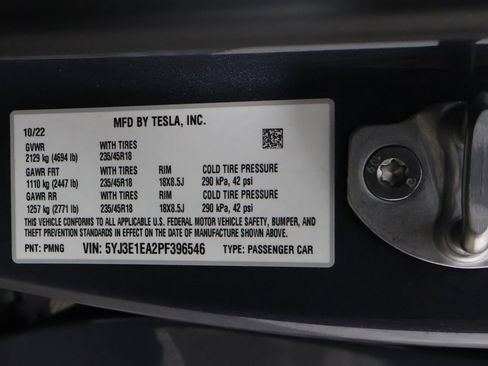 MFD BY TESLA, INC.
10/22
GVWR WITH TIRES
2129 kg (4694 lb) 235/45R18
GAWR FRT WITH TIRES RIM COLD TIRE PRESSURE
1110 kg (2447 lb) 235/45R18 18X8.5J 290 kPa, 42 psi
GAWR RR WITH TIRES RIM COLD TIRE PRESSURE
1257 kg (2771 lb) 235/45R18 18X8.5J 290 kPa, 42 psi
THIS VEHICLE CONFORMS TO ALL APPLICABLE U.S. FEDERAL MOTOR VEHICLE SAFETY, BUMPER, AND
THEFT PREVENTION STANDARDS IN EFFECT ON THE DATE OF MANUFACTURE SHOWN ABOVE.
PNT: PMNG VIN: 5YJ3E1EA2PF396546 TYPE: PASSENGER CAR